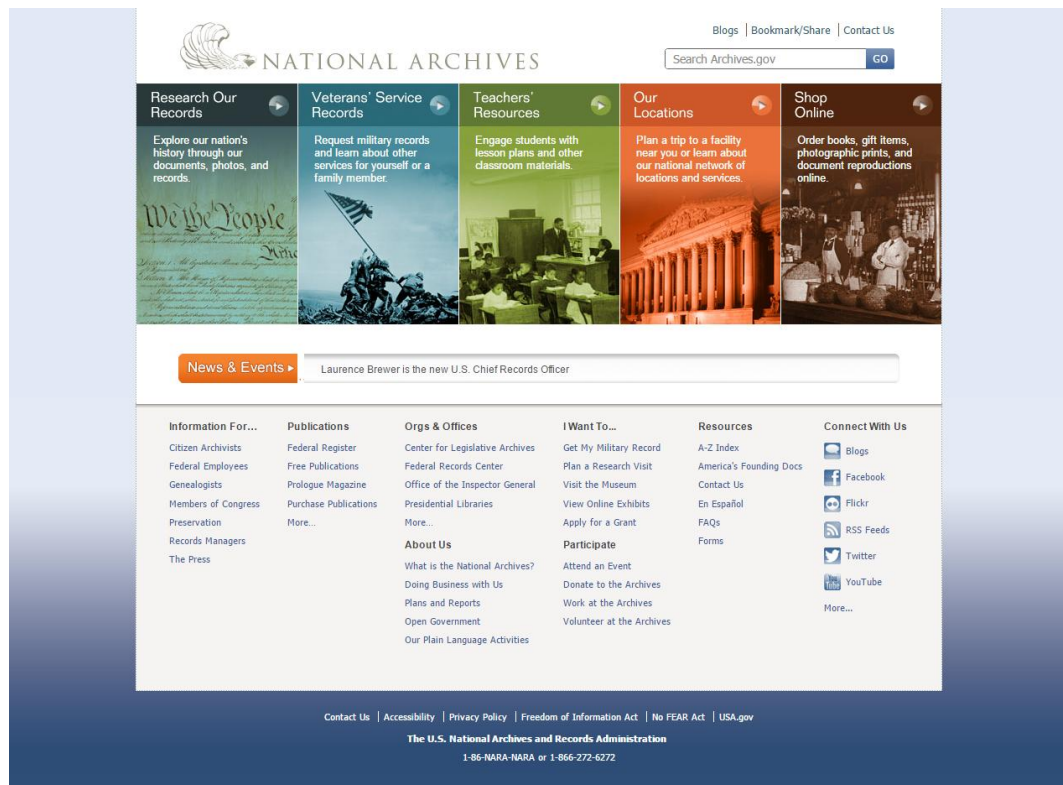 Blogs | Bookmark/Share | Contact Us
NATIONAL ARCHIVES
Search Archives.gov GO
Research Our
Records
Explore our nation's
history through our
documents, photos, and
records.
We the People
Veterans' Service
Records
Request military records
and learn about other
services for yourself or a
family member.
Teachers'
Resources
Engage students with
lesson plans and other
classroom materials.
Our
Locations
Plan a trip to a facility
near you or learn about
our national network of
locations and services.
Shop
Online
Order books, gift items,
photographic prints, and
document reproductions
online.
News & Events
Laurence Brewer is the new U.S. Chief Records Officer
Information For...
Citizen Archivists
Federal Employees
Genealogists
Members of Congress
Preservation
Records Managers
The Press
Publications
Federal Register
Free Publications
Prologue Magazine
Purchase Publications
More...
Orgs & Offices
Center for Legislative Archives
Federal Records Center
Office of the Inspector General
Presidential Libraries
More...
About Us
What is the National Archives?
Doing Business with Us
Plans and Reports
Open Government
Our Plain Language Activities
I Want To...
Get My Military Record
Plan a Research Visit
Visit the Museum
View Online Exhibits
Apply for a Grant
Participate
Attend an Event
Donate to the Archives
Work at the Archives
Volunteer at the Archives
Resources
A-Z Index
America's Founding Docs
Contact Us
En Español
FAQs
Forms
Connect With Us
Blogs
Facebook
Flickr
RSS Feeds
Twitter
YouTube
More...
Contact Us | Accessibility | Privacy Policy | Freedom of Information Act | No FEAR Act | USA.gov
The U.S. National Archives and Records Administration
1-86-NARA-NARA or 1-866-272-6272